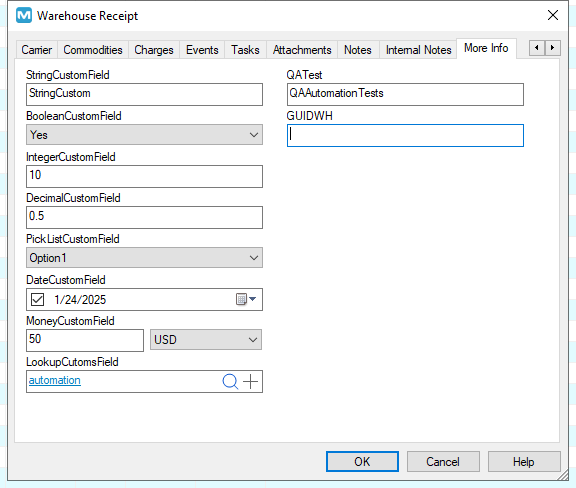 Warehouse Receipt
Carrier Commodities Charges Events Tasks Attachments Notes Internal Notes More Info
StringCustomField
StringCustom
BooleanCustomField
Yes
IntegerCustomField
10
DecimalCustomField
0.5
PickListCustomField
Option1
DateCustomField
1/24/2025
MoneyCustomField
50 USD
LookupCutomsField
automation
QATest
QAAutomationTests
GUIDWH
OK Cancel Help